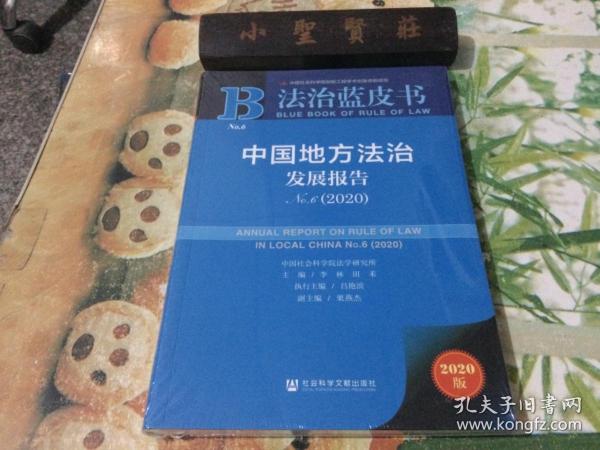 小聖賢莊
中国社会科学院创新工程学术出版资助项目
B
No.6
法治蓝皮书
BLUE BOOK OF RULE OF LAW
中国地方法治
发展报告
No.6 (2020)
ANNUAL REPORT ON RULE OF LAW
IN LOCAL CHINA No.6 (2020)
中国社会科学院法学研究所
主 编 / 李 林 田 禾
执行主编 / 吕艳滨
副主编 / 栗燕杰
2020
版
社会科学文献出版社
孔夫子旧书网
www.kongfz.com